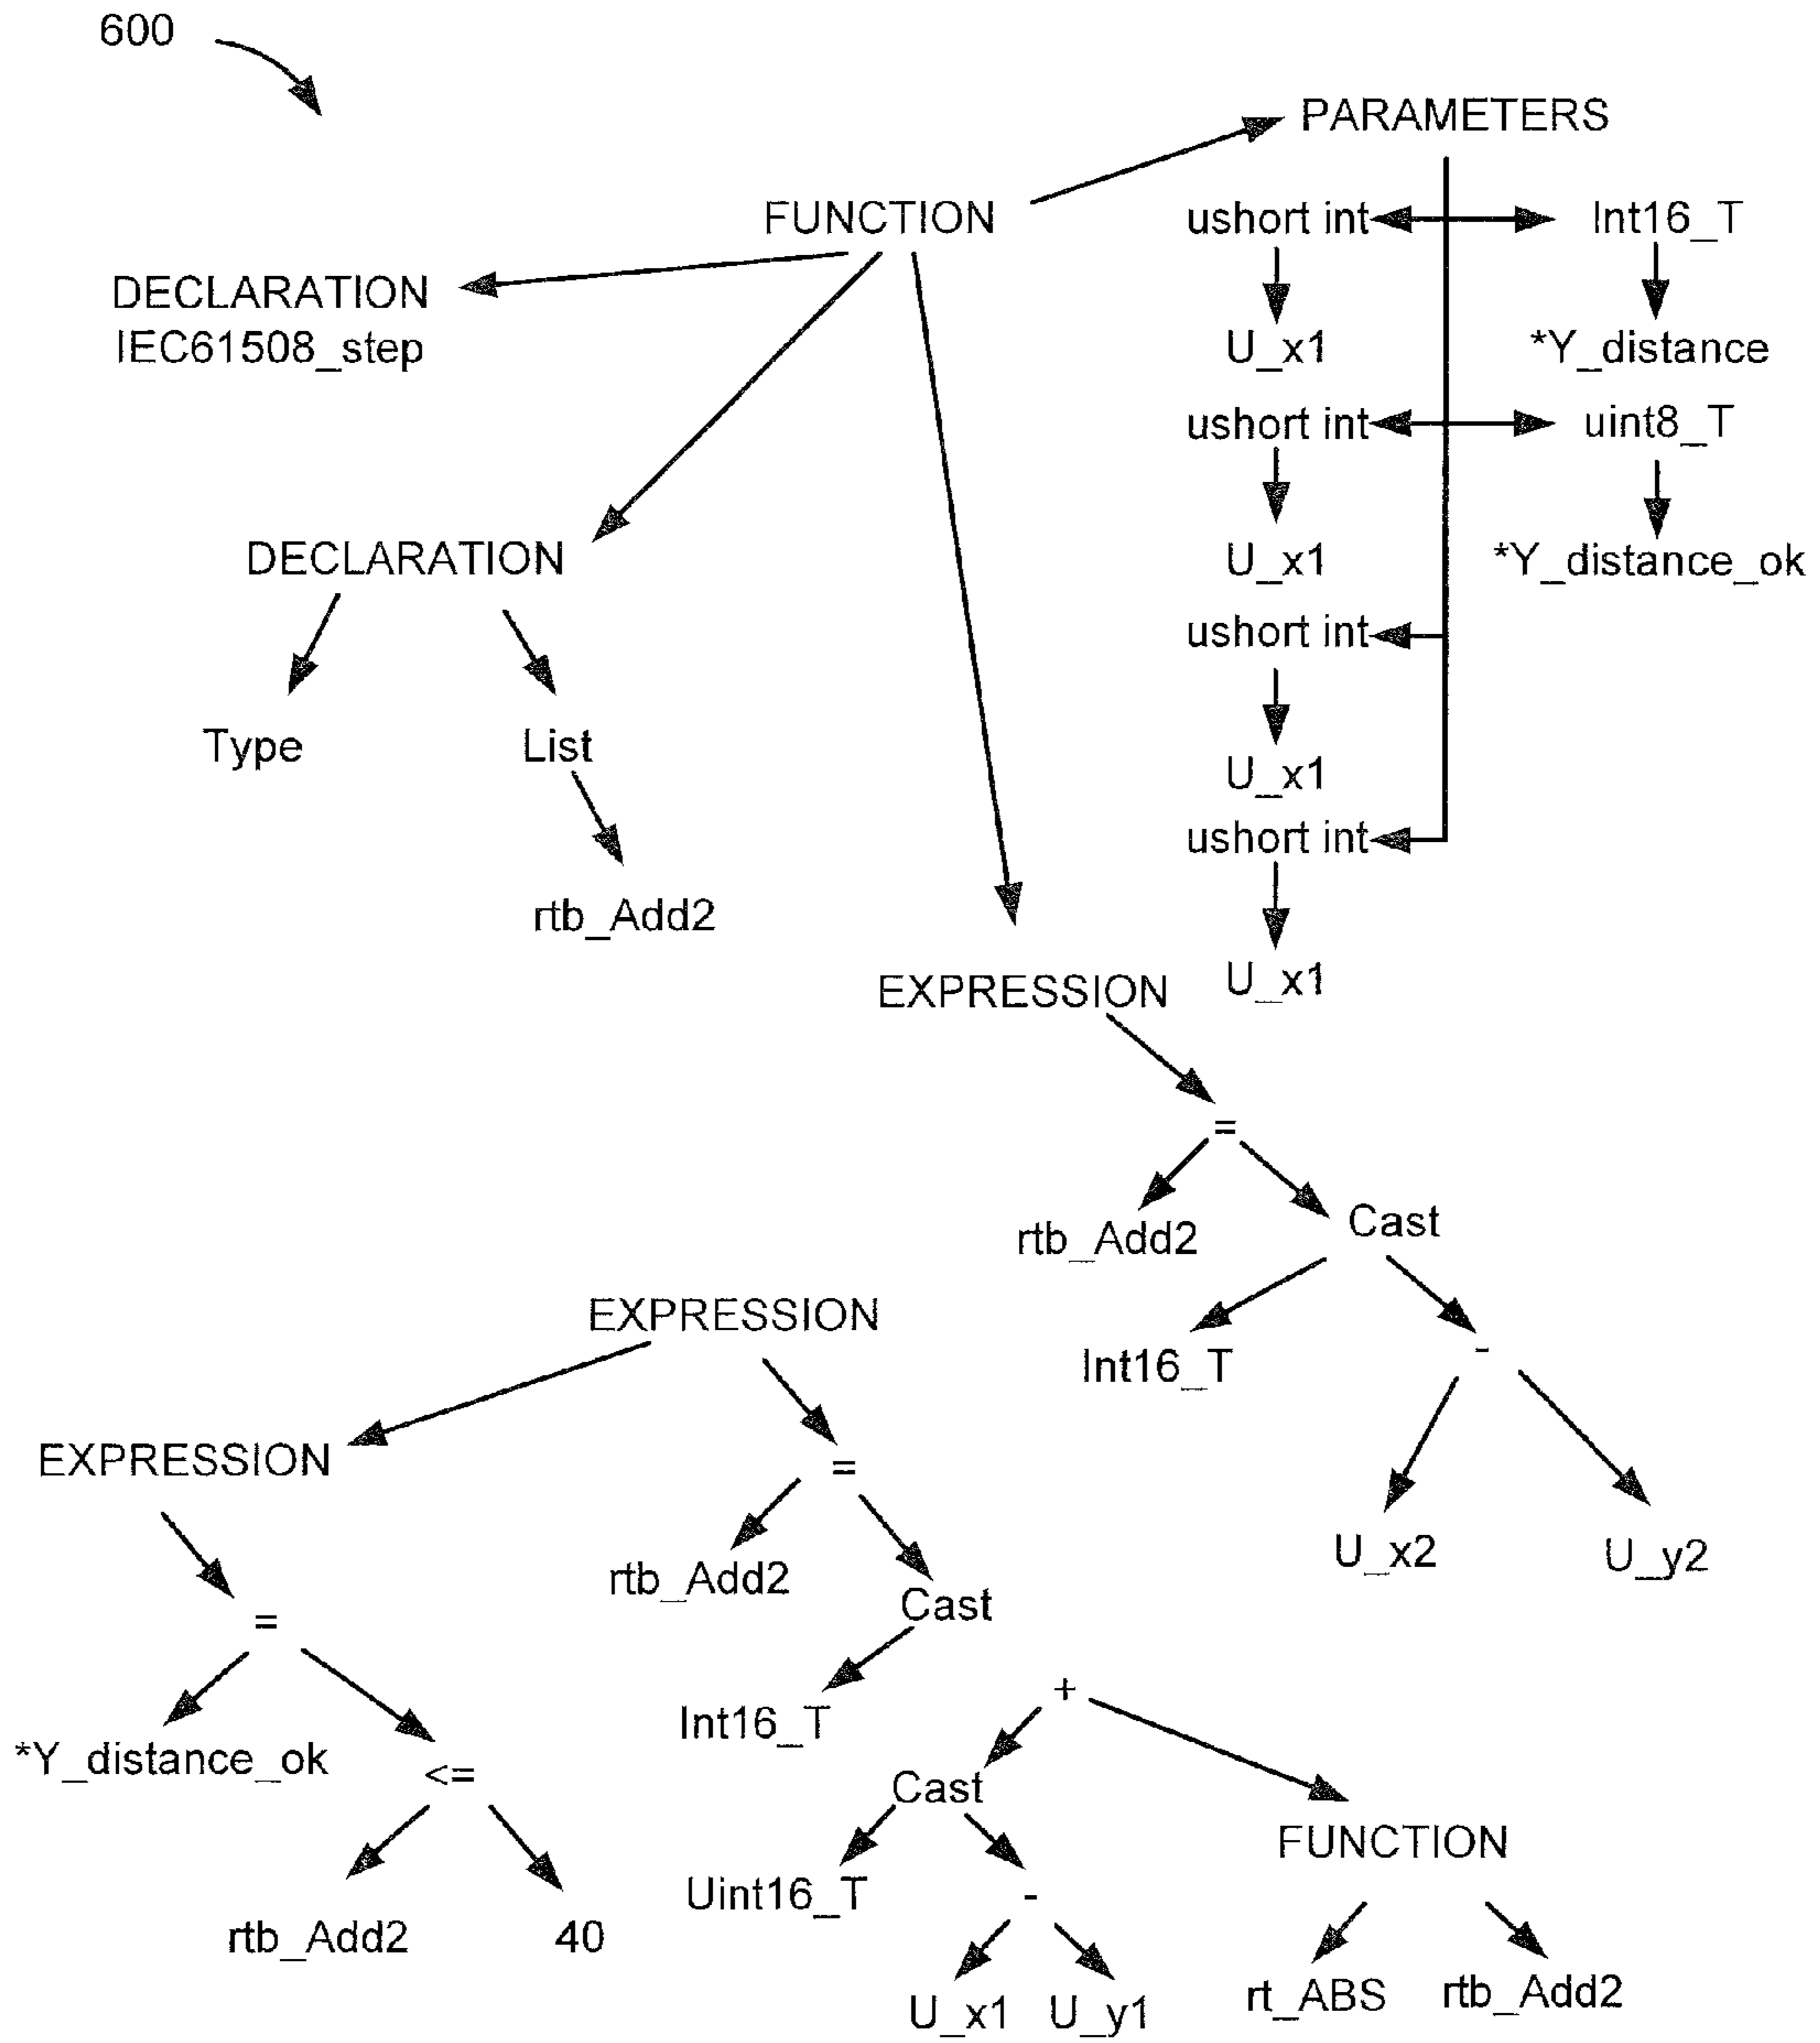 600
PARAMETERS
FUNCTION
ushort int
Int16_T
DECLARATION
IEC61508_step
U_x1
*Y_distance
ushort int
uint8_T
DECLARATION
U_x1
*Y_distance_ok
ushort int
Type
List
U_x1
ushort int
rtb_Add2
EXPRESSION
U_x1
=
rtb_Add2
Cast
EXPRESSION
Int16_T
-
EXPRESSION
=
rtb_Add2
U_x2
U_y2
Cast
=
Int16_T
+
*Y_distance_ok
<=
Cast
FUNCTION
Uint16_T
-
rtb_Add2
40
U_x1
U_y1
rt_ABS
rtb_Add2